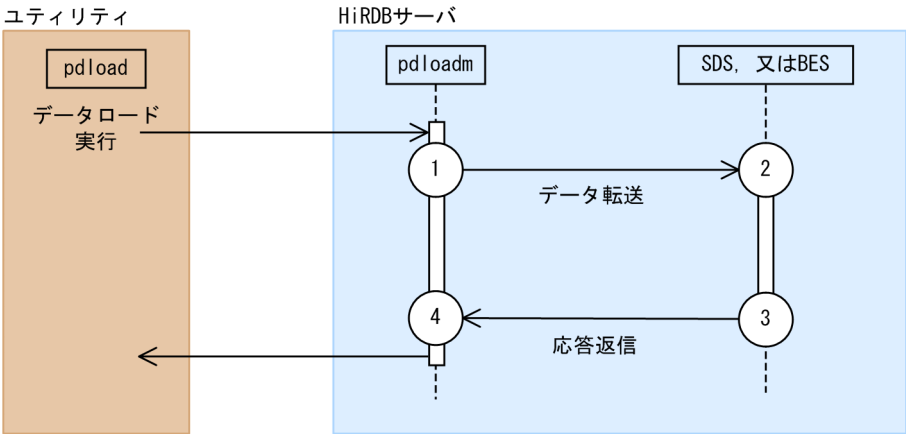 ユティリティ
HiRDBサーバ
pdload
pdloadm
SDS，又はBES
データロード
実行
1
2
データ転送
4
3
応答返信